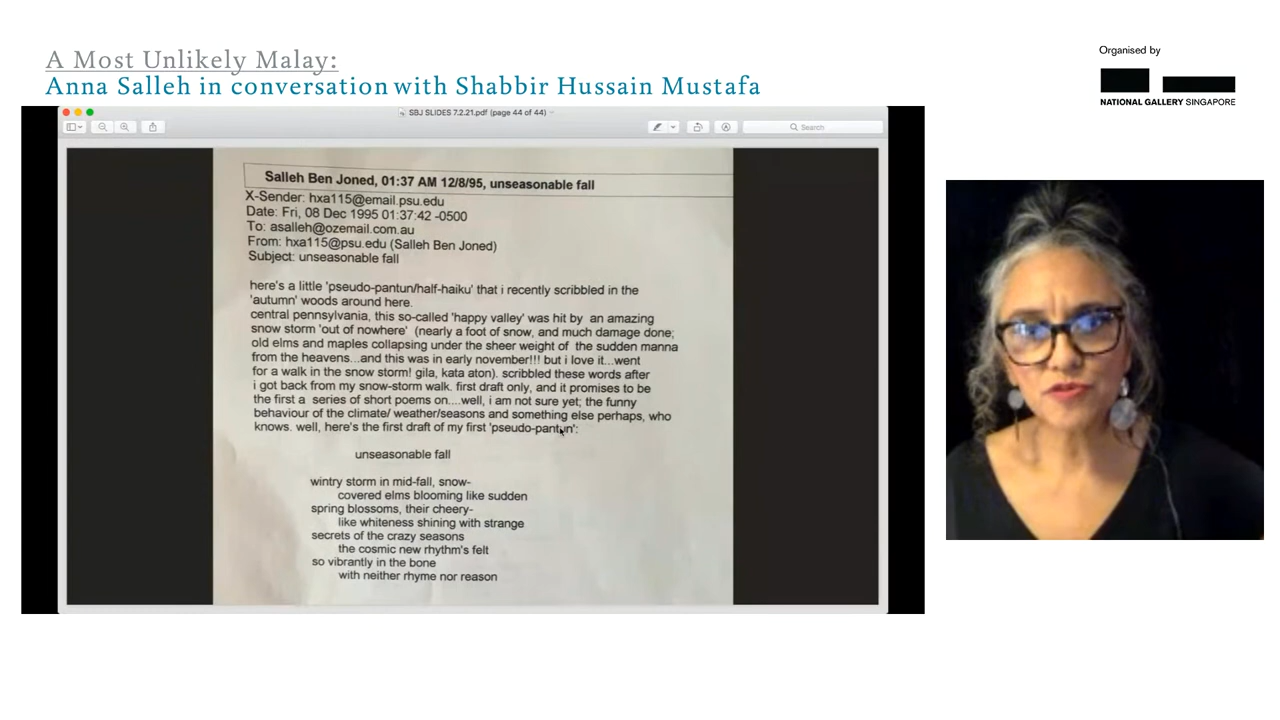 A Most Unlikely Malay:
Anna Salleh in conversation with Shabbir Hussain Mustafa
Organised by
NATIONAL GALLERY SINGAPORE
SBJ SLIDES 7.2.21.pdf (page 44 of 44)
Search
Salleh Ben Joned, 01:37 AM 12/8/95, unseasonable fall
X-Sender: hxa115@email.psu.edu
Date: Fri, 08 Dec 1995 01:37:42 -0500
To: asalleh@ozemail.com.au
From: hxa115@psu.edu (Salleh Ben Joned)
Subject: unseasonable fall
here's a little 'pseudo-pantun/half-haiku' that i recently scribbled in the
'autumn' woods around here.
central pennsylvania, this so-called 'happy valley' was hit by an amazing
snow storm 'out of nowhere' (nearly a foot of snow, and much damage done;
old elms and maples collapsing under the sheer weight of the sudden manna
from the heavens...and this was in early november!!! but i love it...went
for a walk in the snow storm! gila, kata aton). scribbled these words after
i got back from my snow-storm walk. first draft only, and it promises to be
the first a series of short poems on....well, i am not sure yet; the funny
behaviour of the climate/ weather/seasons and something else perhaps, who
knows. well, here's the first draft of my first 'pseudo-pantun':
unseasonable fall
wintry storm in mid-fall, snow-
covered elms blooming like sudden
spring blossoms, their cheery-
like whiteness shining with strange
secrets of the crazy seasons
the cosmic new rhythm's felt
so vibrantly in the bone
with neither rhyme nor reason